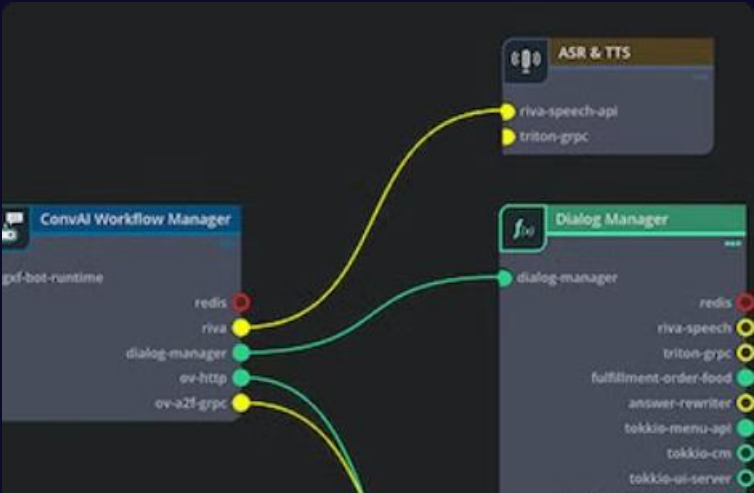 ASR & TTS
riva-speech-api
triton-grpc
ConvAI Workflow Manager
gxf-bot-runtime
redis
riva
dialog-manager
ov-http
ov-a2f-grpc
f(x)
Dialog Manager
dialog-manager
redis
riva-speech
triton-grpc
fulfillment-order-food
answer-rewriter
tokkio-menu-api
tokkio-cm
tokkio-ui-server